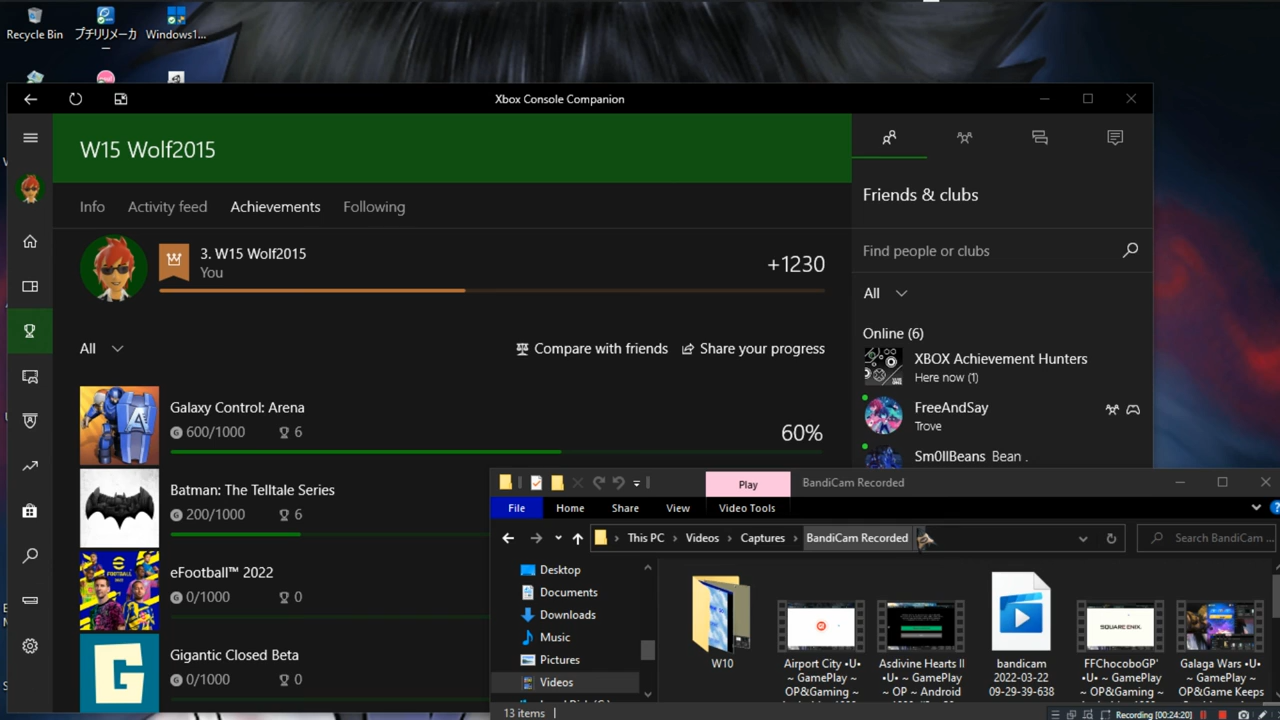 Recycle Bin
プチリリメーカ
Windows1...
Xbox Console Companion
W15 Wolf2015
Info
Activity feed
Achievements
Following
3. W15 Wolf2015
You
+1230
All
Compare with friends
Share your progress
Galaxy Control: Arena
G 600/1000
6
60%
Batman: The Telltale Series
G 200/1000
6
eFootball™ 2022
G 0/1000
0
Gigantic Closed Beta
G 0/1000
0
Friends & clubs
Find people or clubs
All
Online (6)
XBOX Achievement Hunters
Here now (1)
FreeAndSay
Trove
Sm0llBeans Bean .
Play
BandiCam Recorded
File
Home
Share
View
Video Tools
This PC
Videos
Captures
BandiCam Recorded
Search BandiCam ...
Desktop
Documents
Downloads
Music
Pictures
Videos
W10
Airport City •U•
~ GamePlay ~
OP&Gaming ~
Asdivine Hearts II
•U• ~ GamePlay
~ OP ~ Android
bandicam
2022-03-22
09-29-39-638
SQUARE ENIX.
FFChocoboGP'
•U• ~ GamePlay
~ OP&Gaming ~
Galaga Wars •U•
~ GamePlay ~
OP&Game Keeps
13 items
Recording [00:24:20]